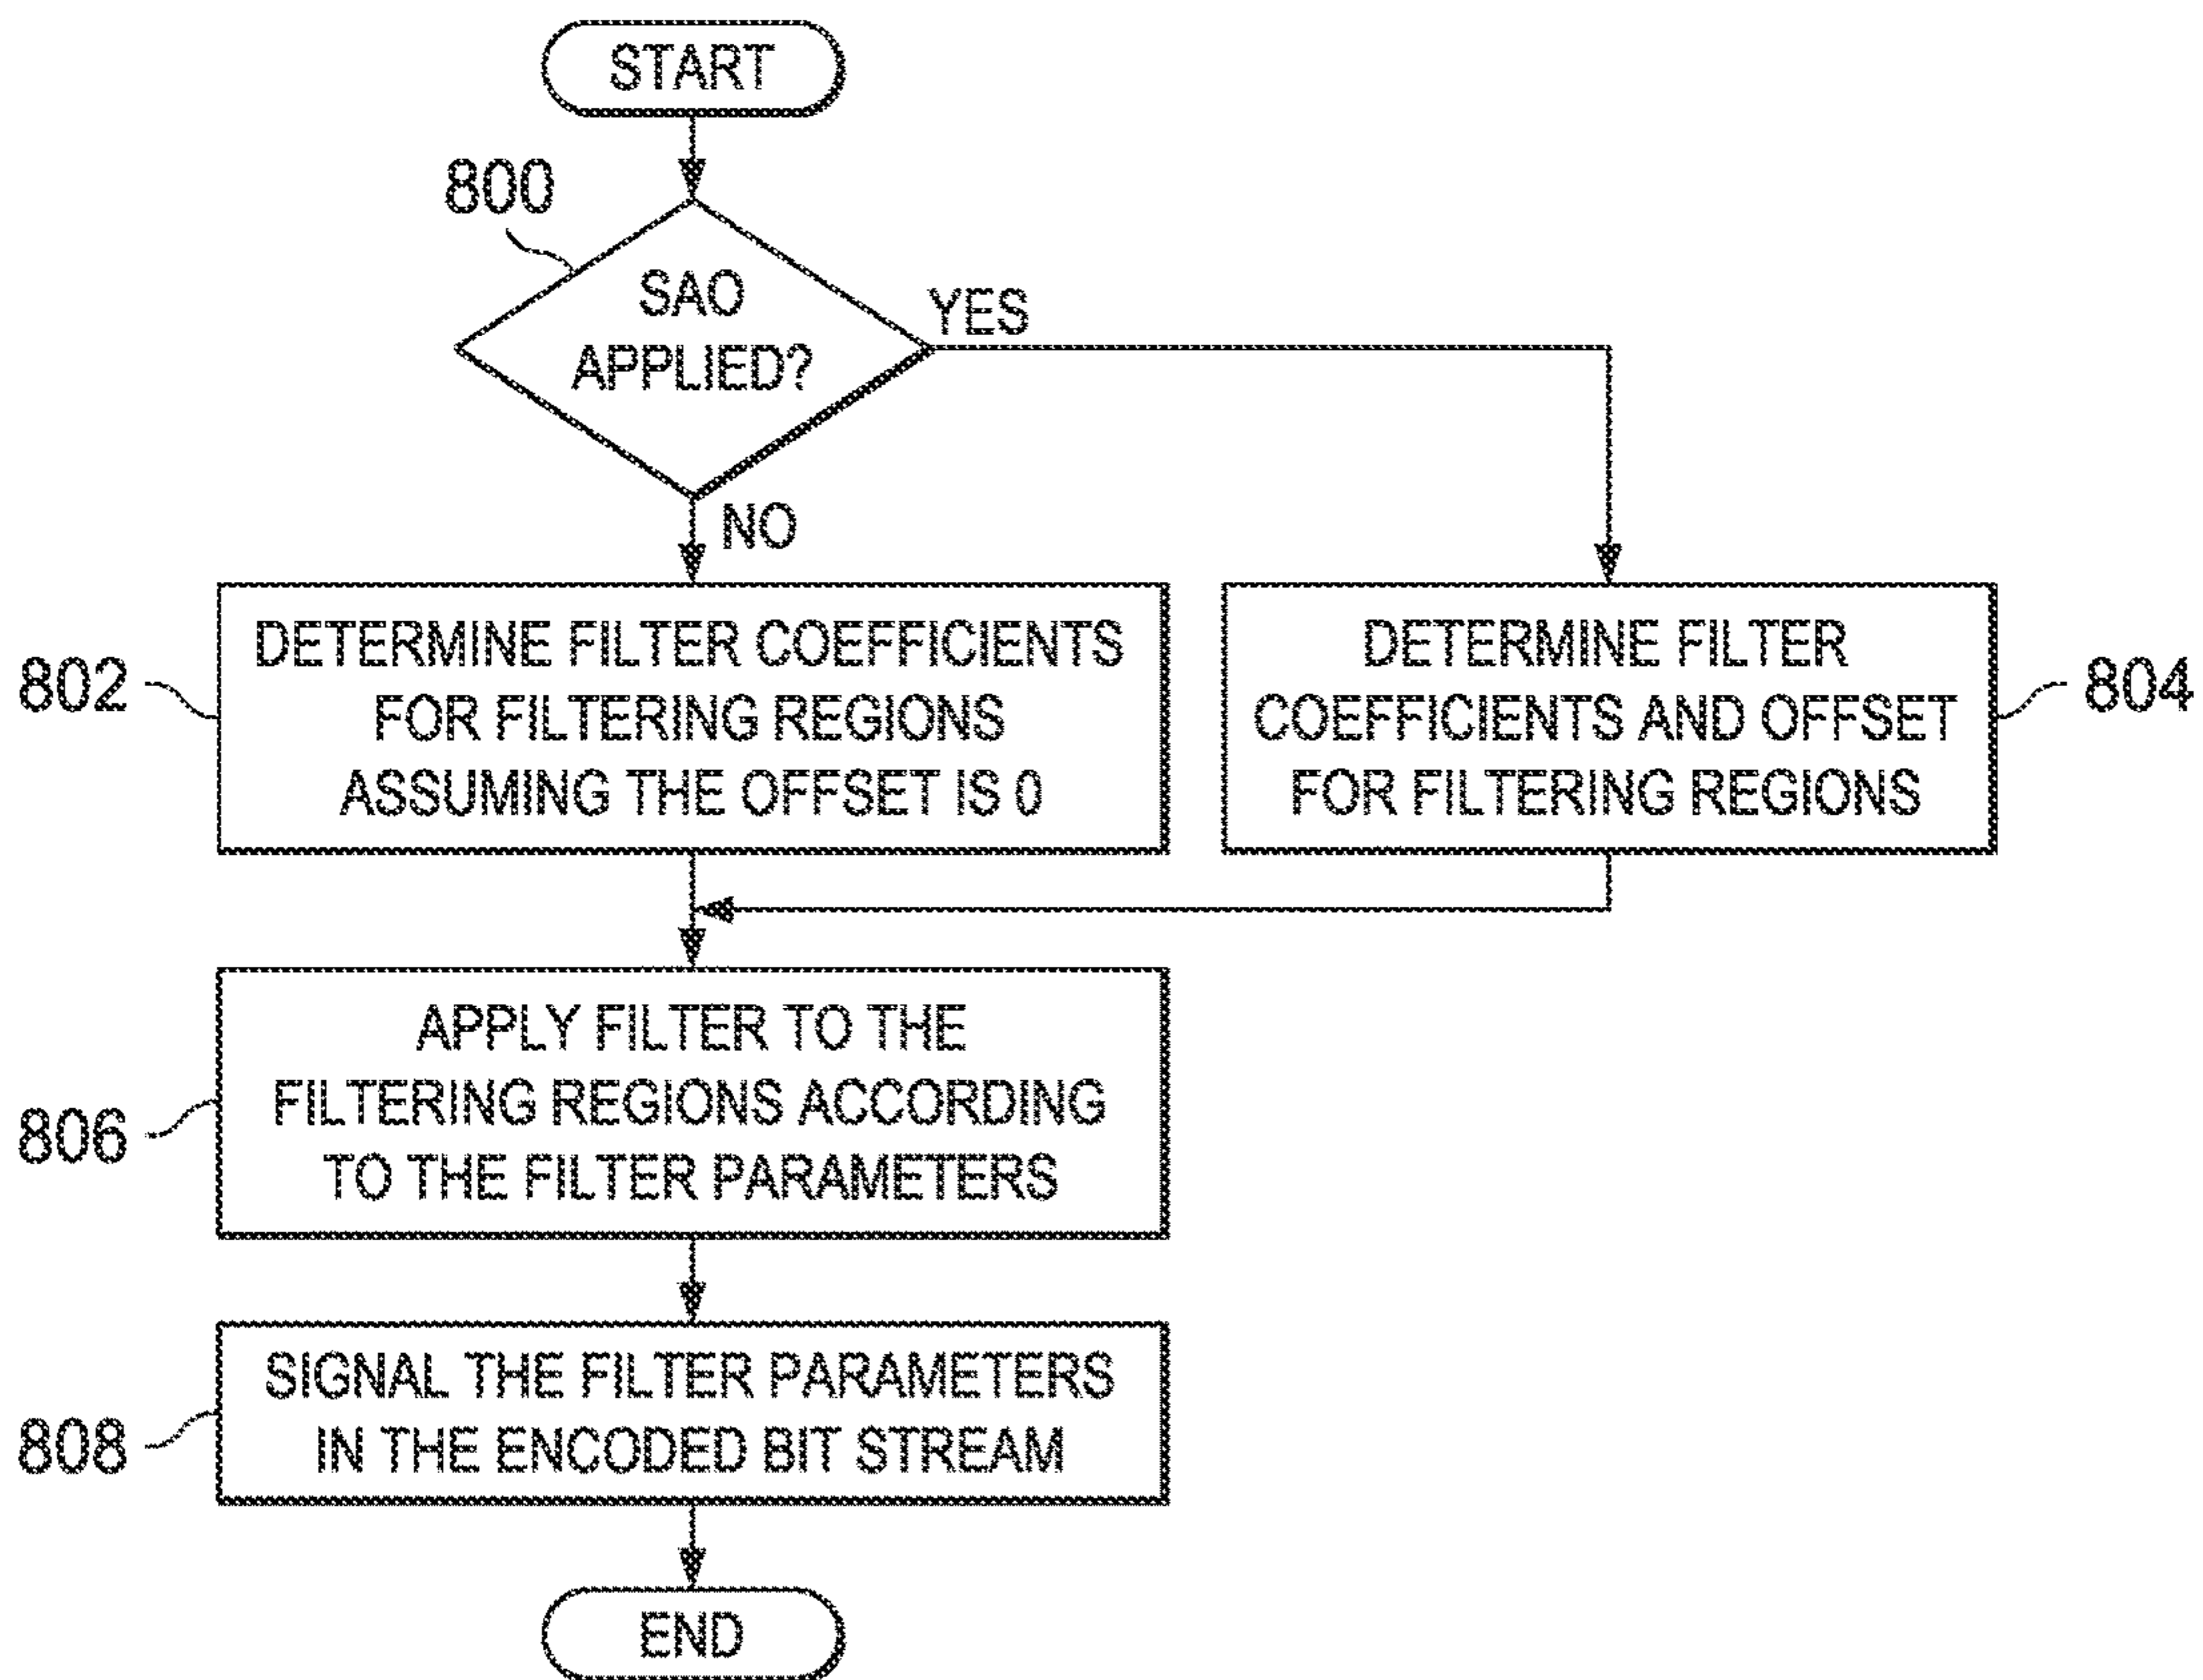 START
800
SAO
APPLIED?
YES
NO
802
DETERMINE FILTER COEFFICIENTS
FOR FILTERING REGIONS
ASSUMING THE OFFSET IS 0
DETERMINE FILTER
COEFFICIENTS AND OFFSET
FOR FILTERING REGIONS
804
806
APPLY FILTER TO THE
FILTERING REGIONS ACCORDING
TO THE FILTER PARAMETERS
808
SIGNAL THE FILTER PARAMETERS
IN THE ENCODED BIT STREAM
END